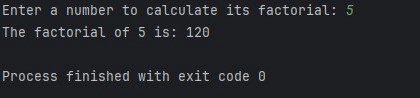 Enter a number to calculate its factorial: 5
The factorial of 5 is: 120
Process finished with exit code 0